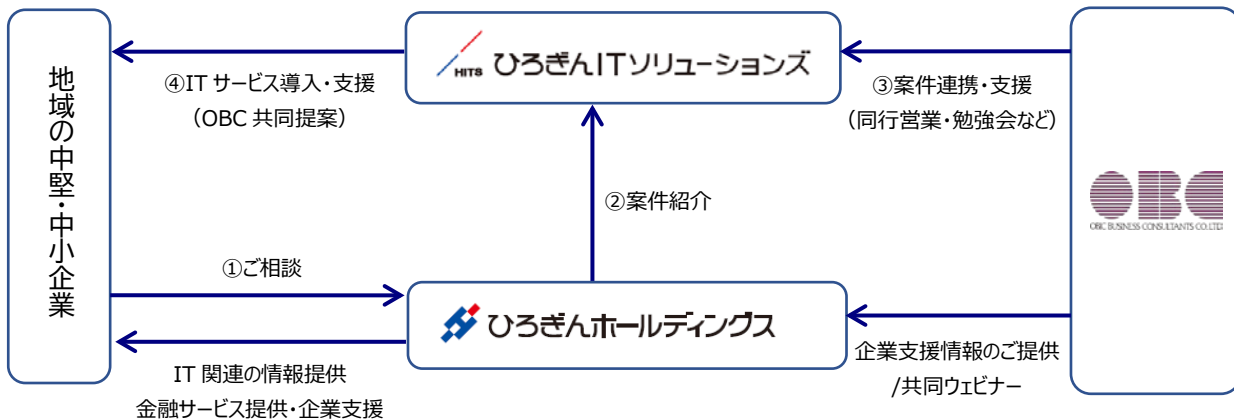 地域の中堅・中小企業
④IT サービス導入・支援
（OBC 共同提案）
HITS ひろぎんITソリューションズ
③案件連携・支援
（同行営業・勉強会など）
②案件紹介
OBC
OBIC BUSINESS CONSULTANTS CO.,LTD
①ご相談
ひろぎんホールディングス
IT 関連の情報提供
金融サービス提供・企業支援
企業支援情報のご提供
/共同ウェビナー